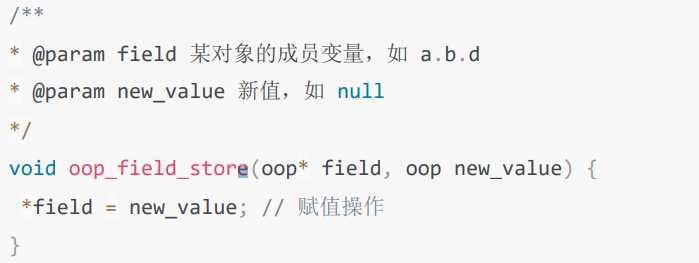 /**
* @param field 某对象的成员变量，如 a.b.d
* @param new_value 新值，如 null
*/
void oop_field_store(oop* field, oop new_value) {
*field = new_value; // 赋值操作
}